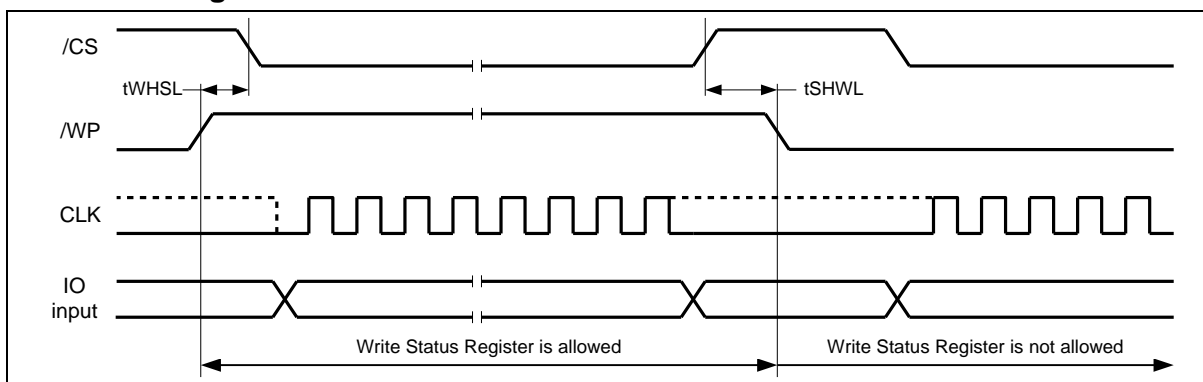 /CS
tWHSL
tSHWL
/WP
CLK
IO
input
Write Status Register is allowed
Write Status Register is not allowed